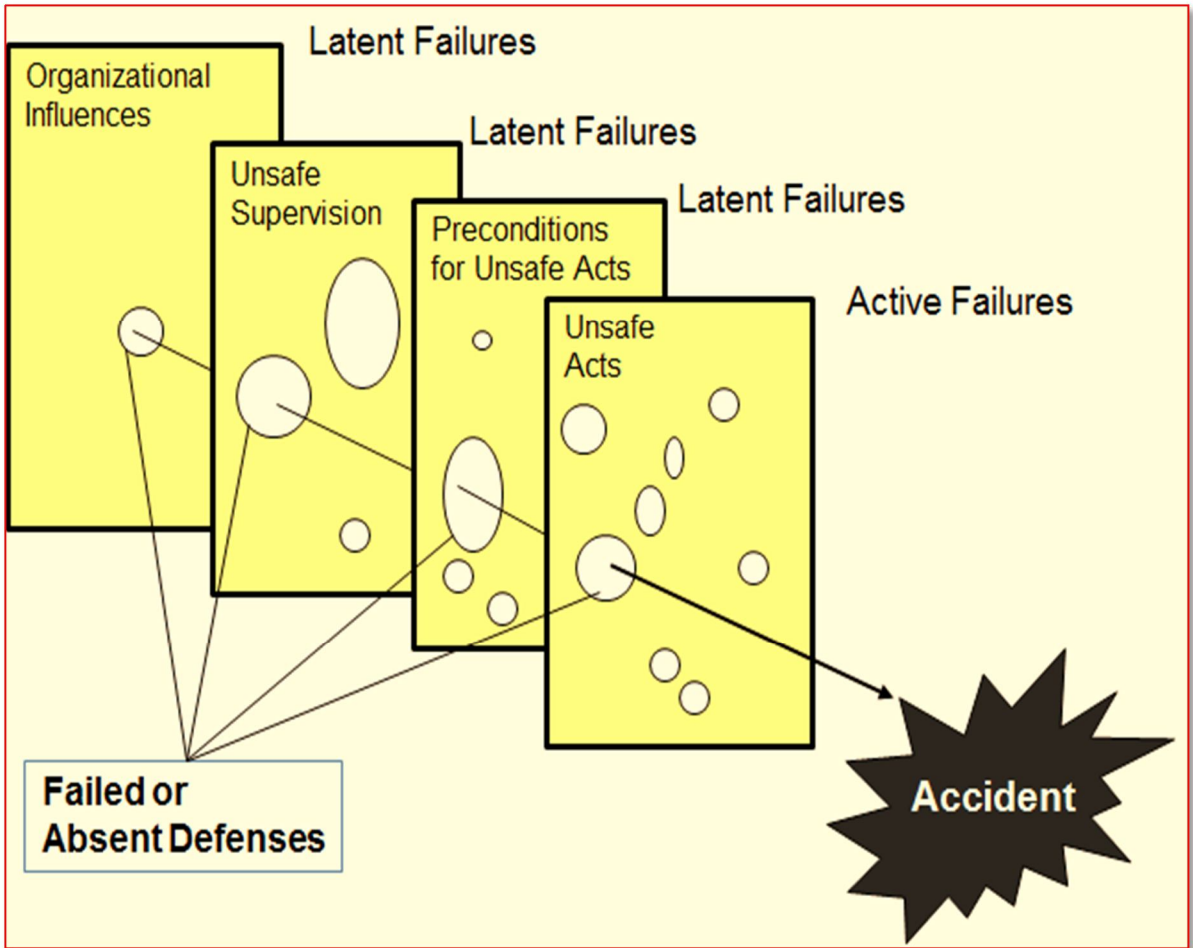 Latent Failures
Organizational
Influences
Latent Failures
Unsafe
Supervision
Latent Failures
Preconditions
for Unsafe Acts
Active Failures
Unsafe
Acts
Failed or
Absent Defenses
Accident